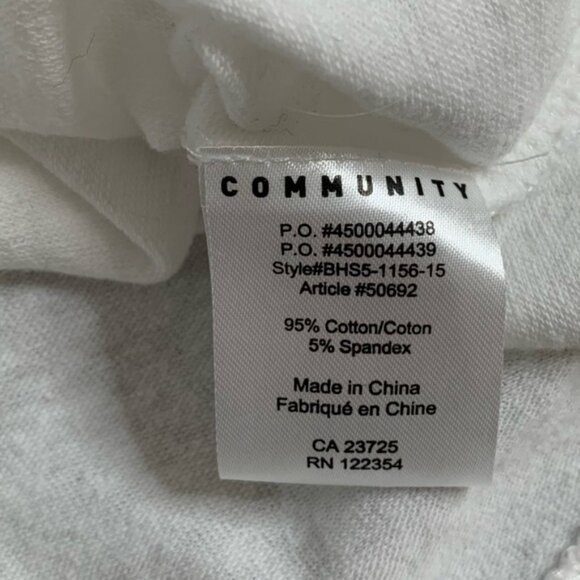 COMMUNITY
P.O. #4500044438
P.O. #4500044439
Style#BHS5-1156-15
Article #50692
95% Cotton/Coton
5% Spandex
Made in China
Fabriqué en Chine
CA 23725
RN 122354